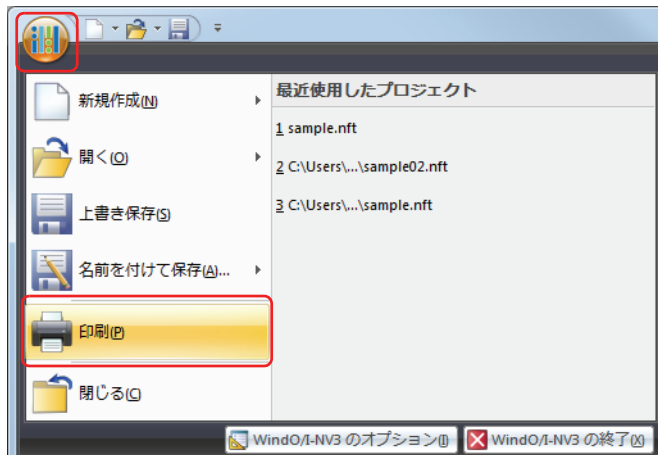 新規作成(N)
開く(O)
上書き保存(S)
名前を付けて保存(A)...
印刷(P)
閉じる(C)
最近使用したプロジェクト
1 sample.nft
2 C:\Users\...\sample02.nft
3 C:\Users\...\sample.nft
WindO/I-NV3 のオプション(I)
WindO/I-NV3 の終了(X)